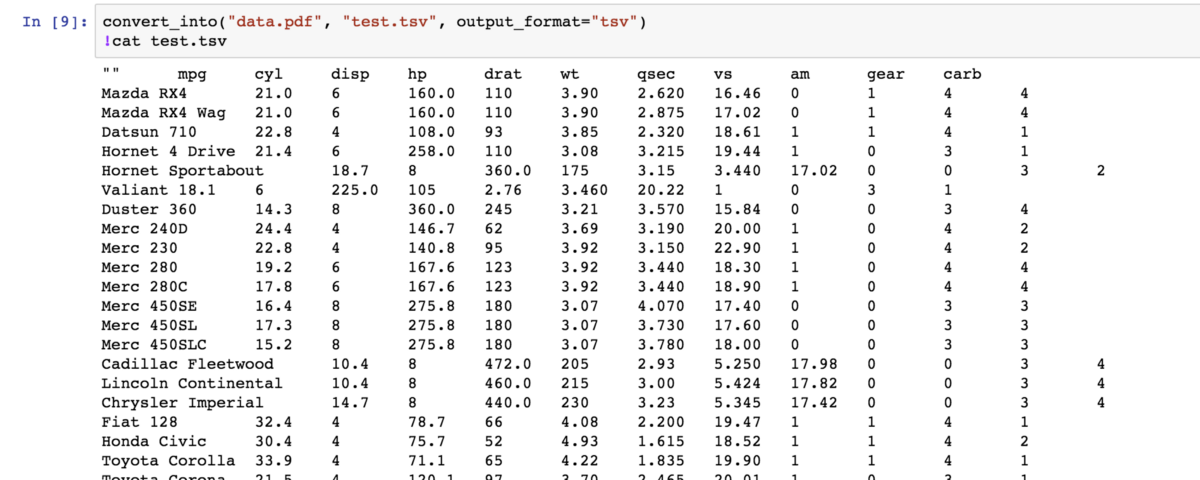 In [9]: convert_into("data.pdf", "test.tsv", output_format="tsv")
!cat test.tsv
"" mpg cyl disp hp drat wt qsec vs am gear carb
Mazda RX4 21.0 6 160.0 110 3.90 2.620 16.46 0 1 4 4
Mazda RX4 Wag 21.0 6 160.0 110 3.90 2.875 17.02 0 1 4 4
Datsun 710 22.8 4 108.0 93 3.85 2.320 18.61 1 1 4 1
Hornet 4 Drive 21.4 6 258.0 110 3.08 3.215 19.44 1 0 3 1
Hornet Sportabout 18.7 8 360.0 175 3.15 3.440 17.02 0 0 3 2
Valiant 18.1 6 225.0 105 2.76 3.460 20.22 1 0 3 1
Duster 360 14.3 8 360.0 245 3.21 3.570 15.84 0 0 3 4
Merc 240D 24.4 4 146.7 62 3.69 3.190 20.00 1 0 4 2
Merc 230 22.8 4 140.8 95 3.92 3.150 22.90 1 0 4 2
Merc 280 19.2 6 167.6 123 3.92 3.440 18.30 1 0 4 4
Merc 280C 17.8 6 167.6 123 3.92 3.440 18.90 1 0 4 4
Merc 450SE 16.4 8 275.8 180 3.07 4.070 17.40 0 0 3 3
Merc 450SL 17.3 8 275.8 180 3.07 3.730 17.60 0 0 3 3
Merc 450SLC 15.2 8 275.8 180 3.07 3.780 18.00 0 0 3 3
Cadillac Fleetwood 10.4 8 472.0 205 2.93 5.250 17.98 0 0 3 4
Lincoln Continental 10.4 8 460.0 215 3.00 5.424 17.82 0 0 3 4
Chrysler Imperial 14.7 8 440.0 230 3.23 5.345 17.42 0 0 3 4
Fiat 128 32.4 4 78.7 66 4.08 2.200 19.47 1 1 4 1
Honda Civic 30.4 4 75.7 52 4.93 1.615 18.52 1 1 4 2
Toyota Corolla 33.9 4 71.1 65 4.22 1.835 19.90 1 1 4 1
Toyota Corona 21.5 4 120.1 97 3.70 2.465 20.01 1 0 3 1